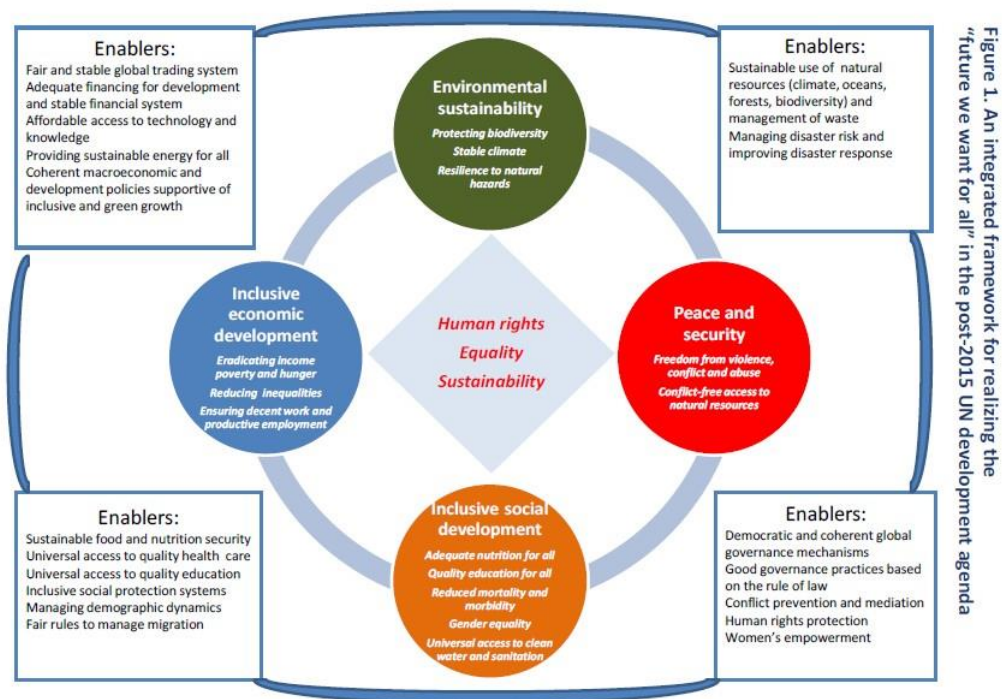 Enablers:
Fair and stable global trading system
Adequate financing for development
and stable financial system
Affordable access to technology and
knowledge
Providing sustainable energy for all
Coherent macroeconomic and
development policies supportive of
inclusive and green growth
Environmental
sustainability
Protecting biodiversity
Stable climate
Resilience to natural
hazards
Enablers:
Sustainable use of natural
resources (climate, oceans,
forests, biodiversity) and
management of waste
Managing disaster risk and
improving disaster response
Inclusive
economic
development
Eradicating income
poverty and hunger
Reducing inequalities
Ensuring decent work and
productive employment
Human rights
Equality
Sustainability
Peace and
security
Freedom from violence,
conflict and abuse
Conflict-free access to
natural resources
Enablers:
Sustainable food and nutrition security
Universal access to quality health care
Universal access to quality education
Inclusive social protection systems
Managing demographic dynamics
Fair rules to manage migration
Inclusive social
development
Adequate nutrition for all
Quality education for all
Reduced mortality and
morbidity
Gender equality
Universal access to clean
water and sanitation
Enablers:
Democratic and coherent global
governance mechanisms
Good governance practices based
on the rule of law
Conflict prevention and mediation
Human rights protection
Women's empowerment
Figure 1. An integrated framework for realizing the
"future we want for all" in the post-2015 UN development agenda